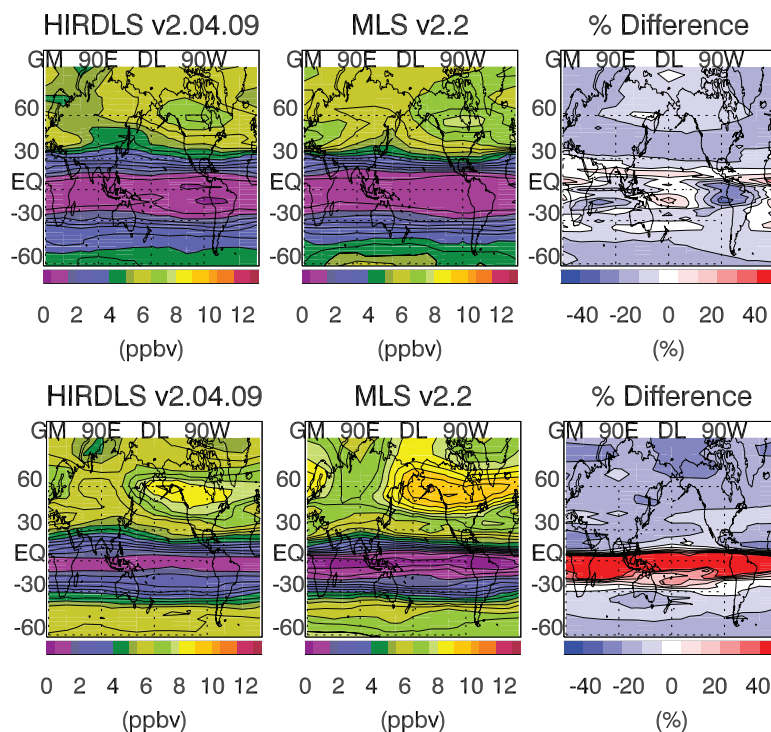 HIRDLS v2.04.09 MLS v2.2 % Difference
GM 90E DL 90W GM 90E DL 90W GM 90E DL 90W
60 60 60
30 30 30
EQ EQ EQ
-30 -30 -30
-60 -60 -60
0 2 4 6 8 10 12 0 2 4 6 8 10 12 -40 -20 0 20 40
(ppbv) (ppbv) (%)
HIRDLS v2.04.09 MLS v2.2 % Difference
GM 90E DL 90W GM 90E DL 90W GM 90E DL 90W
60 60 60
30 30 30
EQ EQ EQ
-30 -30 -30
-60 -60 -60
0 2 4 6 8 10 12 0 2 4 6 8 10 12 -40 -20 0 20 40
(ppbv) (ppbv) (%)